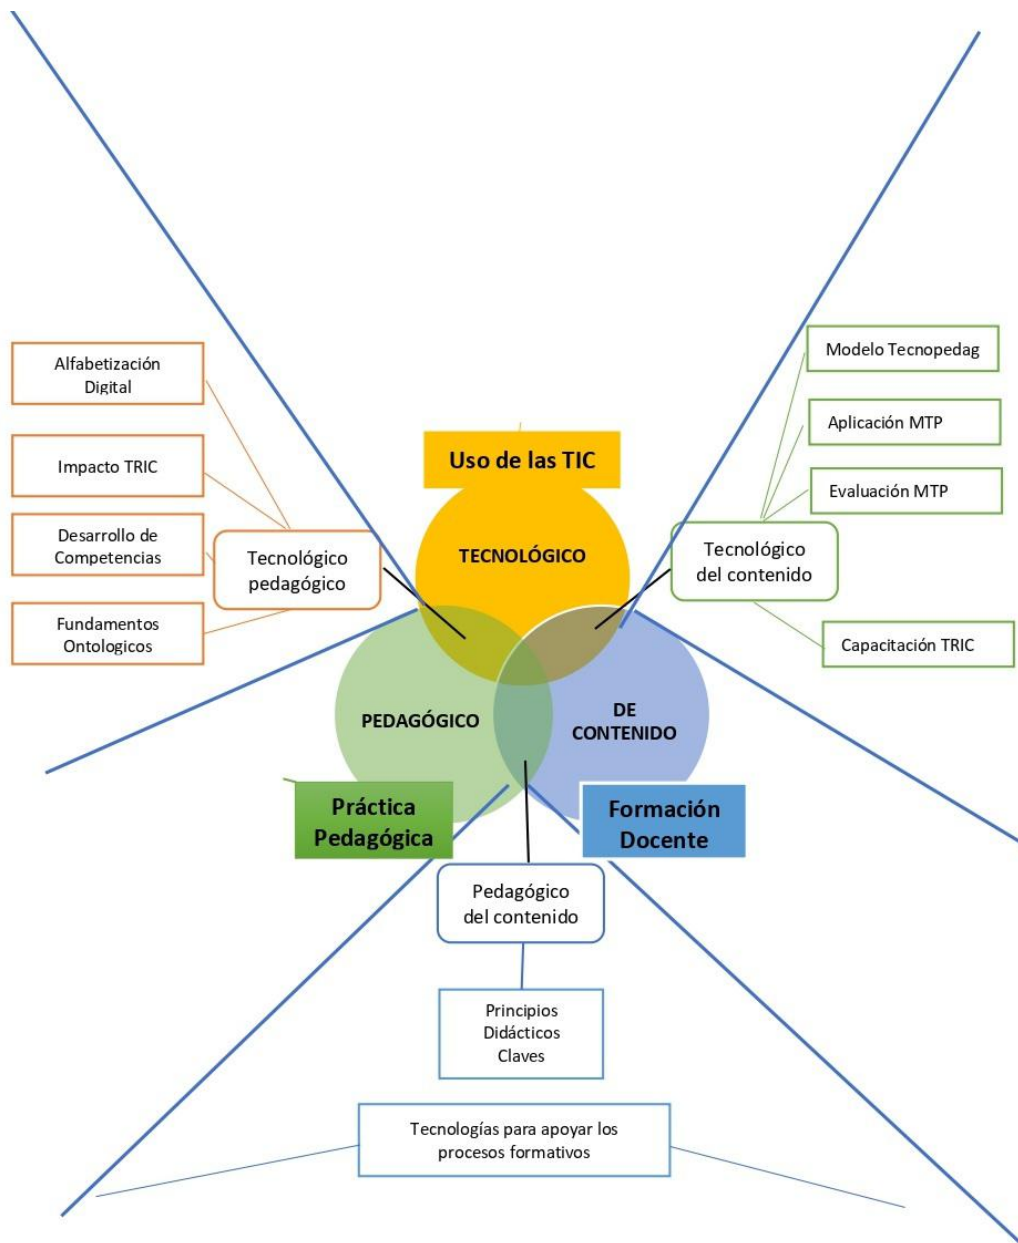 Alfabetización
Digital
Impacto TRIC
Desarrollo de
Competencias
Fundamentos
Ontologicos
Tecnológico
pedagógico
Uso de las TIC
TECNOLÓGICO
Modelo Tecnopedag
Aplicación MTP
Evaluación MTP
Tecnológico
del contenido
Capacitación TRIC
PEDAGÓGICO
DE
CONTENIDO
Práctica
Pedagógica
Formación
Docente
Pedagógico
del contenido
Principios
Didácticos
Claves
Tecnologías para apoyar los
procesos formativos